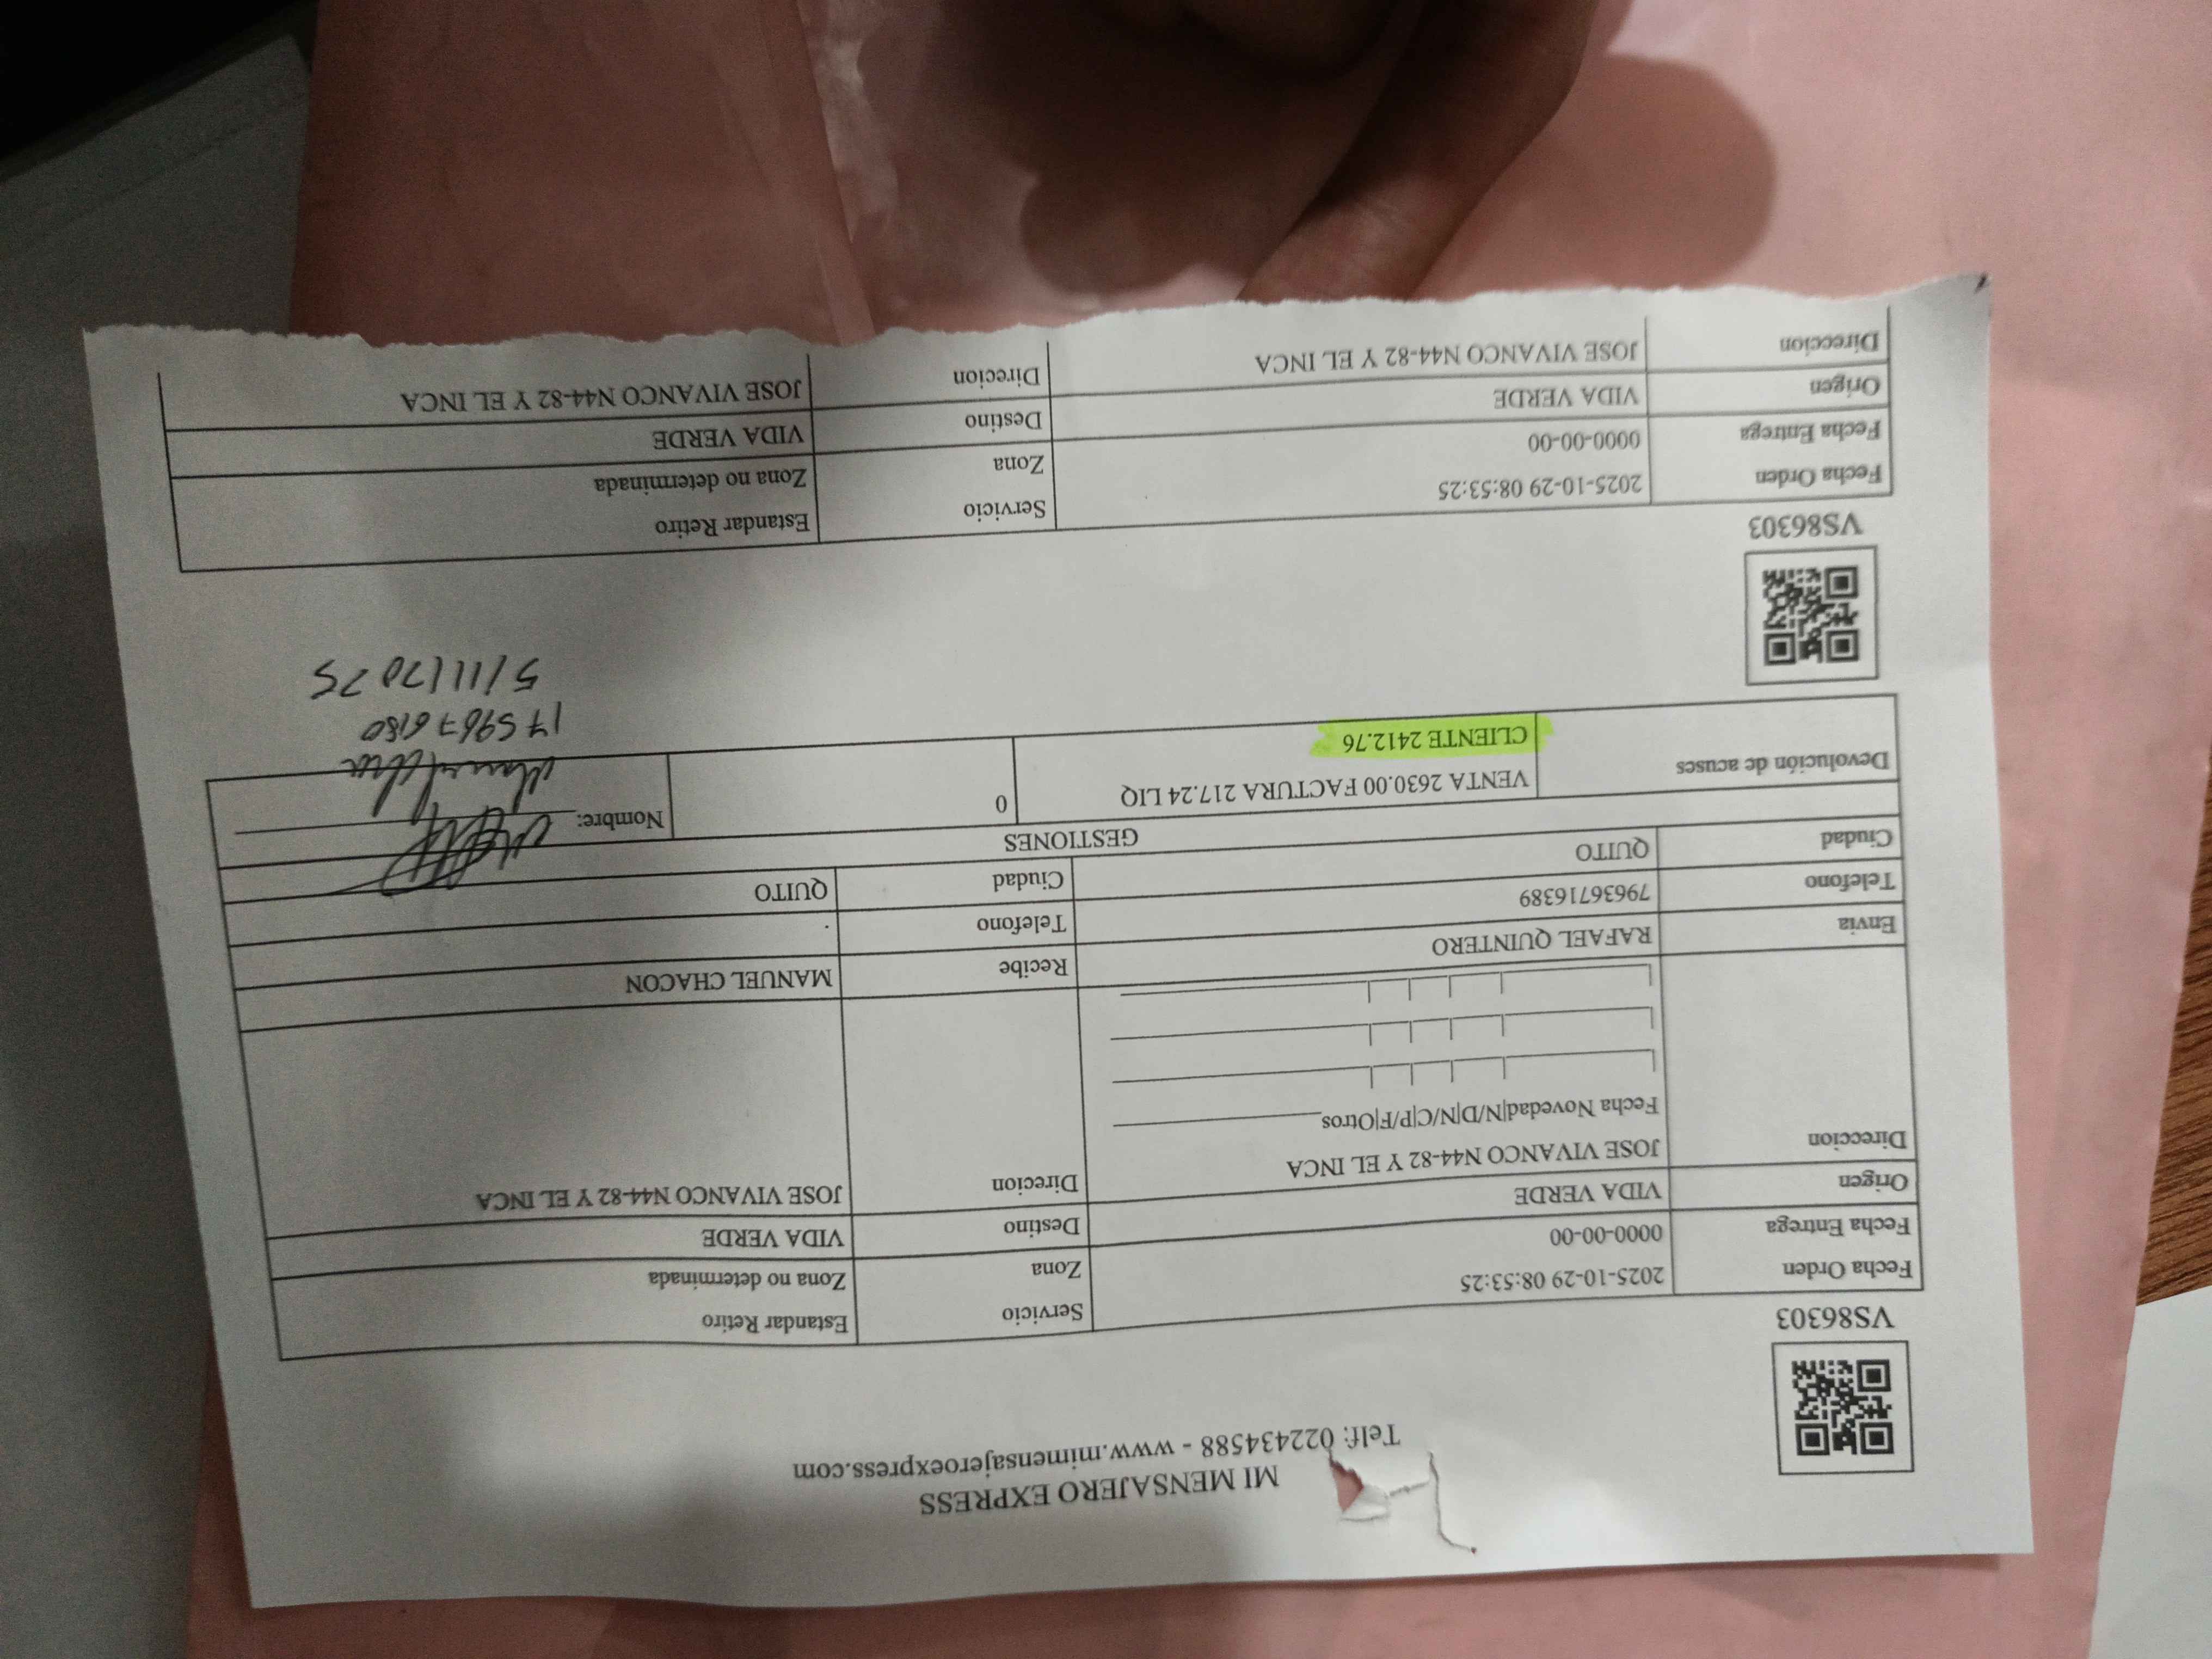 MI MENSAJERO EXPRESS
Telf: 022434588 - www.mimensajeroexpress.com
VS86303
Fecha Orden 2025-10-29 08:53:25 Servicio Estandar Retiro
Fecha Entrega 0000-00-00 Zona Zona no determinada
Origen VIDA VERDE Destino VIDA VERDE
Direccion JOSE VIVANCO N44-82 Y EL INCA Direcion JOSE VIVANCO N44-82 Y EL INCA
Fecha Novedad|N/D|N/C|P/F|Otros
Envia RAFAEL QUINTERO Recibe MANUEL CHACON
Telefono 79636716389 Telefono .
Ciudad QUITO Ciudad QUITO
GESTIONES
Devolución de acuses VENTA 2630.00 FACTURA 217.24 LIQ 0 Nombre:
CLIENTE 2412.76
VS86303
Fecha Orden 2025-10-29 08:53:25 Servicio Estandar Retiro
Fecha Entrega 0000-00-00 Zona Zona no determinada
Origen VIDA VERDE Destino VIDA VERDE
Direccion JOSE VIVANCO N44-82 Y EL INCA Direcion JOSE VIVANCO N44-82 Y EL INCA